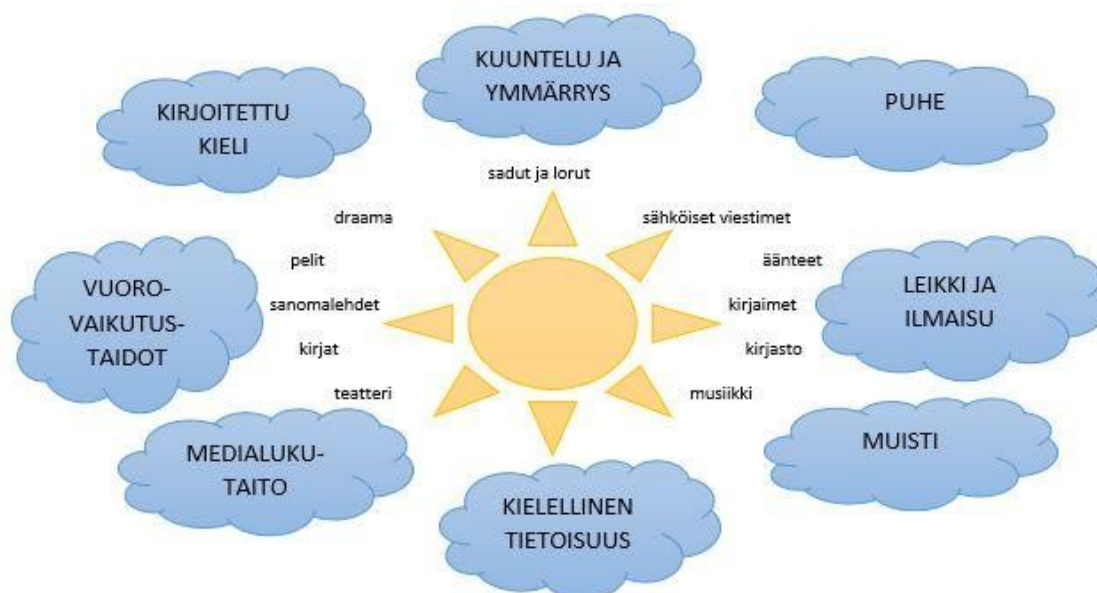 KUUNTELU JA
YMMÄRRYS
KIRJOITETTU
KIELI
PUHE
sadut ja lorut
draama
sähköiset viestimet
pelit
äänteet
VUORO-
VAIKUTUS-
TAIDOT
sanomalehdet
kirjaimet
LEIKKI JA
ILMAISU
kirjat
kirjasto
teatteri
musiikki
MEDIALUKU-
TAITO
MUISTI
KIELELLINEN
TIETOISUUS